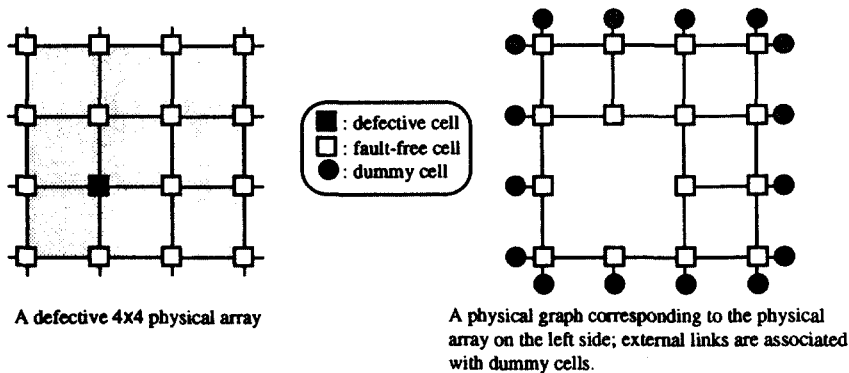 : defective cell
: fault-free cell
: dummy cell
A defective 4x4 physical array
A physical graph corresponding to the physical
array on the left side; external links are associated
with dummy cells.